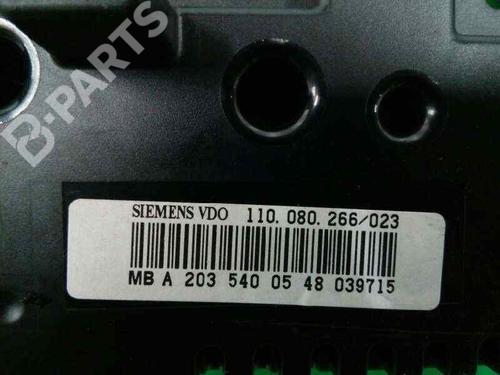 B-PARTS
SIEMENS VDO 110.080.266/023
MB A 203 540 05 48 039715